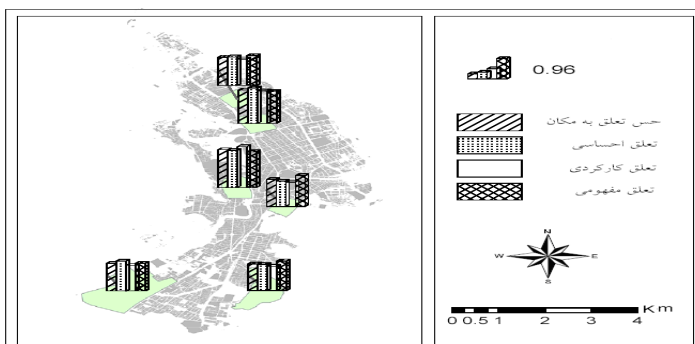 0.96
حس تعلق به مکان
تعلق احساسی
تعلق کارکردی
تعلق مفهومی
N
W E
S
Km
0 0.5 1 2 3 4